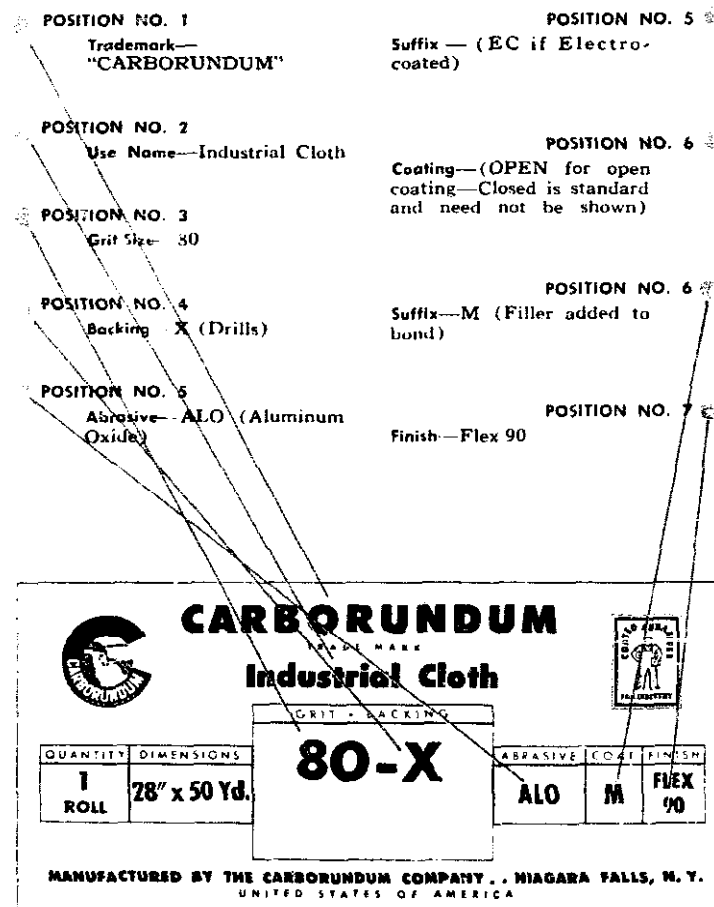 POSITION NO. 1
Trademark—
"CARBORUNDUM"
POSITION NO. 2
Use Name—Industrial Cloth
POSITION NO. 3
Grit Size— 80
POSITION NO. 4
Backing—X (Drills)
POSITION NO. 5
Abrasive—ALO (Aluminum
Oxide)
POSITION NO. 5
Suffix — (EC if Electro-
coated)
POSITION NO. 6
Coating—(OPEN for open
coating—Closed is standard
and need not be shown)
POSITION NO. 6
Suffix—M (Filler added to
bond)
POSITION NO. 7
Finish—Flex 90
CARBORUNDUM
TRADE MARK
Industrial Cloth
CARBORUNDUM
COATED ABRASIVES
FOR INDUSTRY
GRIT - BACKING
80-X
QUANTITY
1
ROLL
DIMENSIONS
28" x 50 Yd.
ABRASIVE
ALO
COAT
M
FINISH
FLEX
90
MANUFACTURED BY THE CARBORUNDUM COMPANY . . NIAGARA FALLS, N. Y.
UNITED STATES OF AMERICA